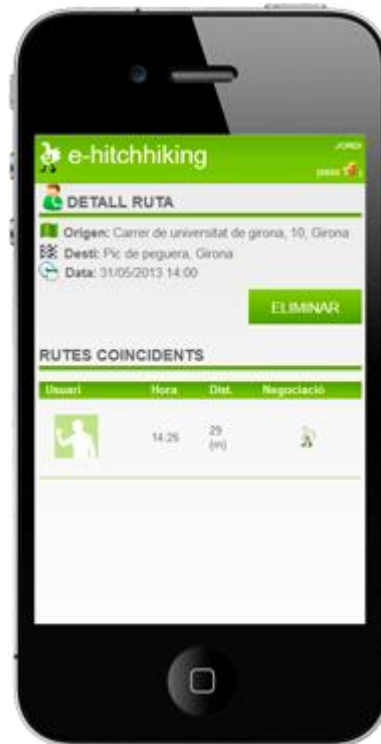 JORDI
e-hitchhiking
DETALL RUTA
Origen: Carrer de universitat de girona, 10, Girona
Desti: Pic de peguera, Girona
Data: 31/05/2013 14:00
ELIMINAR
RUTES COINCIDENTS
Usuari Hora Dist. Negociació
14:26 29
(m)